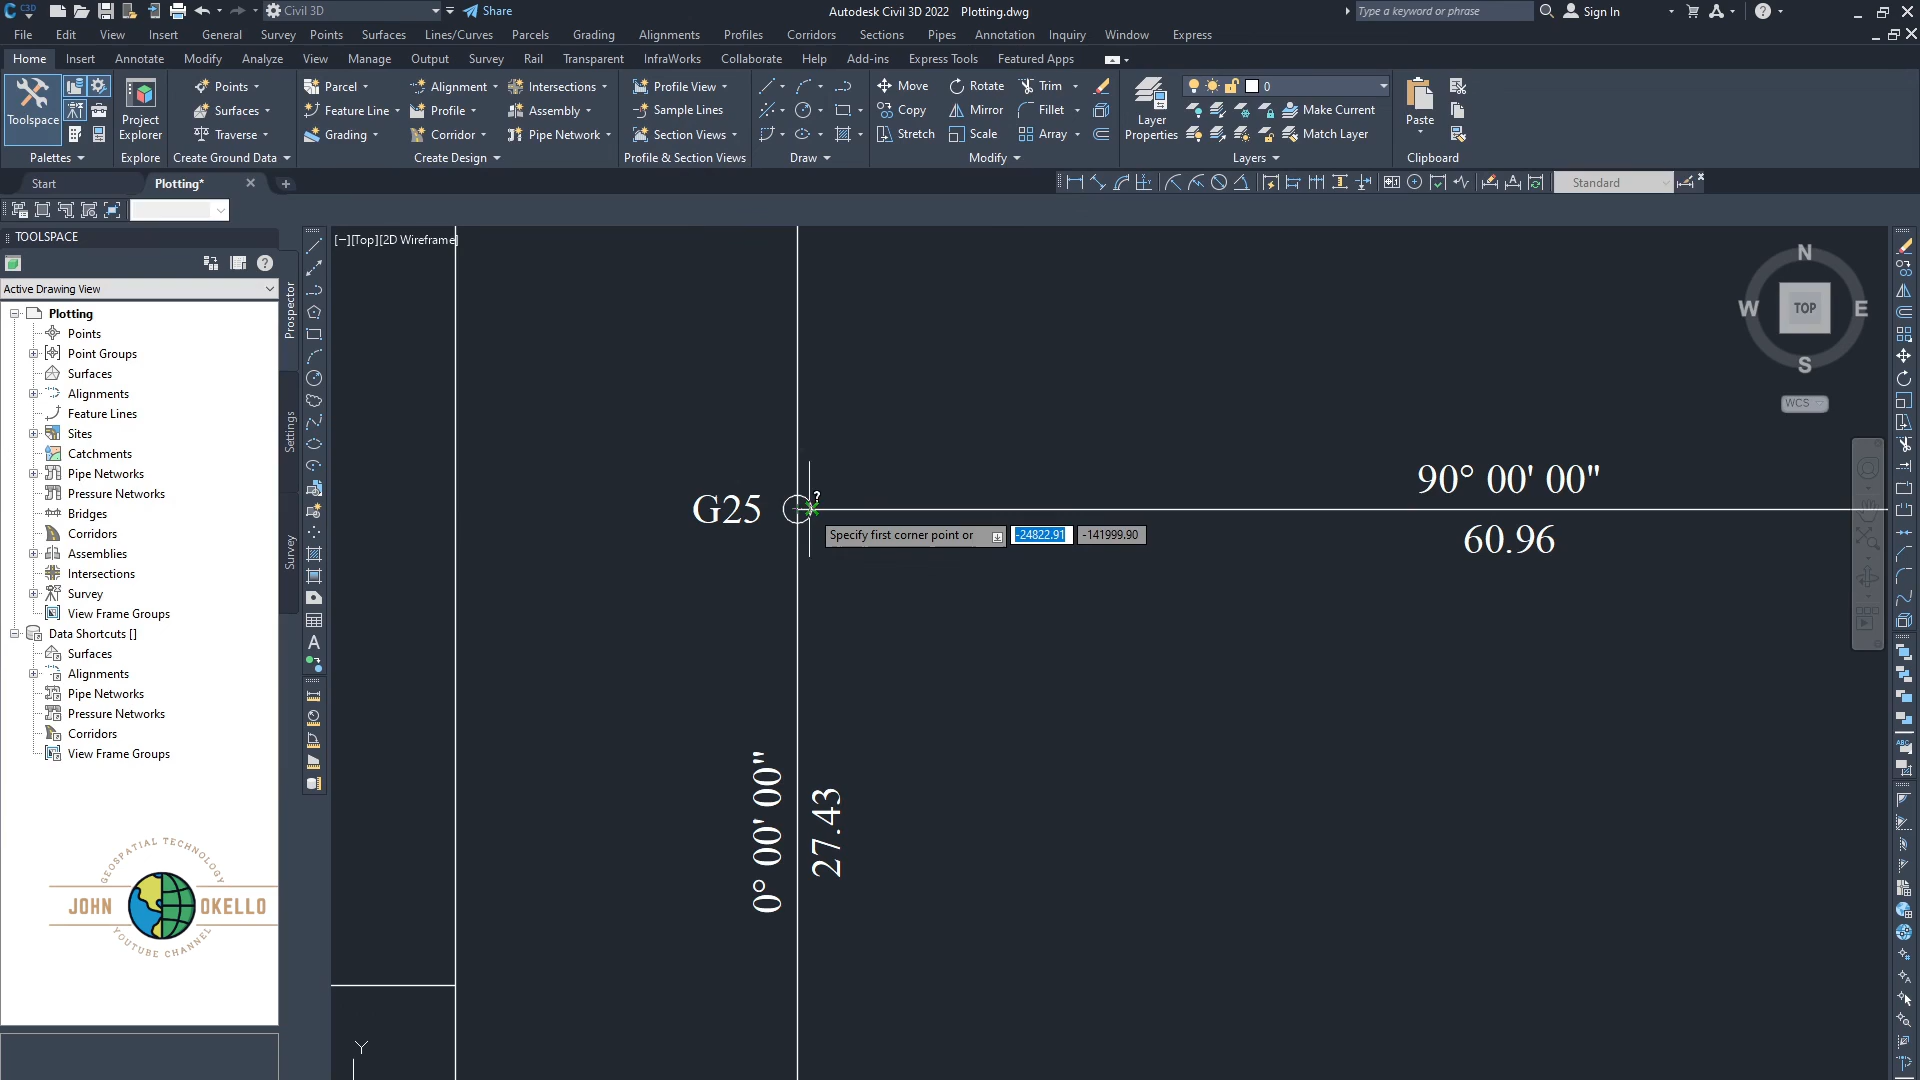 C3D Civil 3D Share Autodesk Civil 3D 2022 Plotting.dwg Type a keyword or phrase Sign In
File Edit View Insert General Survey Points Surfaces Lines/Curves Parcels Grading Alignments Profiles Corridors Sections Pipes Annotation Inquiry Window Express
Home Insert Annotate Modify Analyze View Manage Output Survey Rail Transparent InfraWorks Collaborate Help Add-ins Express Tools Featured Apps
Points Parcel Alignment Intersections Profile View Move Rotate Trim 0
Surfaces Feature Line Profile Assembly Sample Lines Copy Mirror Fillet Make Current
Toolspace Project Explorer Traverse Grading Corridor Pipe Network Section Views Stretch Scale Array Layer Properties Match Layer Paste
Palettes Explore Create Ground Data Create Design Profile & Section Views Draw Modify Layers Clipboard
Start Plotting* Standard
TOOLSPACE
Active Drawing View
Plotting
Points
Point Groups
Surfaces
Alignments
Feature Lines
Sites
Catchments
Pipe Networks
Pressure Networks
Bridges
Corridors
Assemblies
Intersections
Survey
View Frame Groups
Data Shortcuts []
Surfaces
Alignments
Pipe Networks
Pressure Networks
Corridors
View Frame Groups
Prospector
Settings
Survey
GEOSPATIAL TECHNOLOGY
JOHN OKELLO
YOUTUBE CHANNEL
[−][Top][2D Wireframe]
N
W TOP E
S
WCS
90° 00' 00"
G25
60.96
Specify first corner point or -24822.91 -141999.90
0° 00' 00"
27.43
Y